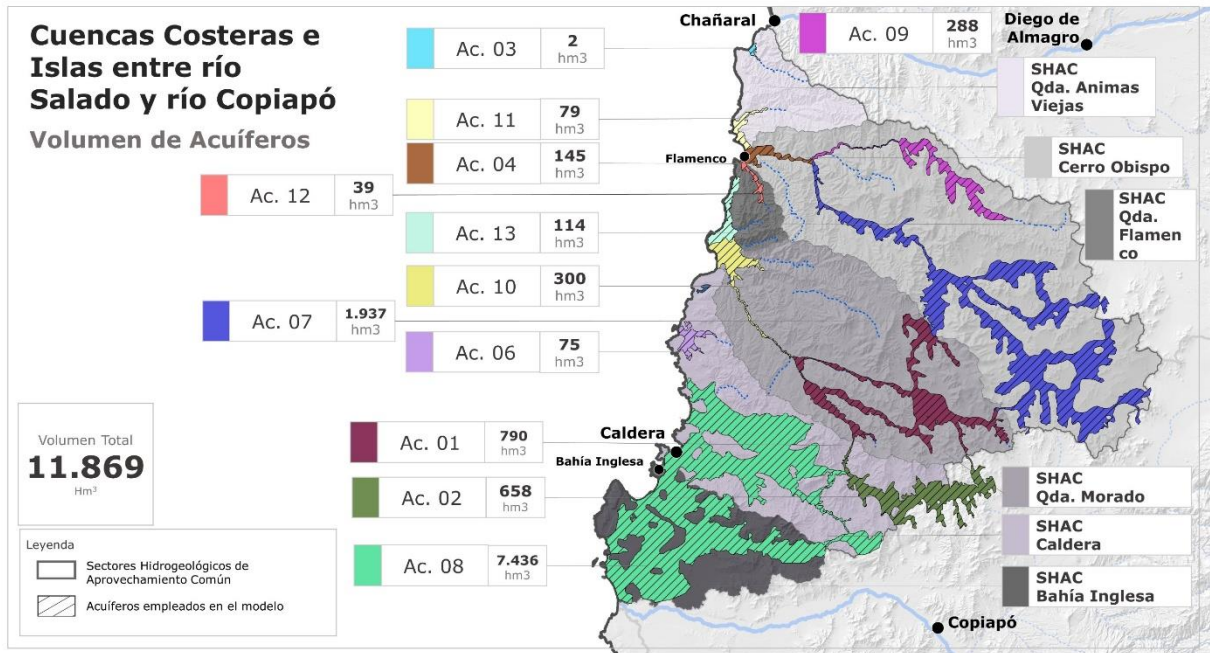 Cuencas Costeras e
Islas entre río
Salado y río Copiapó
Volumen de Acuíferos
Ac. 03
2
hm3
Ac. 11
79
hm3
Ac. 04
145
hm3
Ac. 12
39
hm3
Ac. 13
114
hm3
Ac. 10
300
hm3
Ac. 07
1.937
hm3
Ac. 06
75
hm3
Ac. 01
790
hm3
Ac. 02
658
hm3
Ac. 08
7.436
hm3
Volumen Total
11.869
Hm³
Leyenda
Sectores Hidrogeológicos de
Aprovechamiento Común
Acuíferos empleados en el modelo
Chañaral
Ac. 09
288
hm3
Diego de
Almagro
SHAC
Qda. Animas
Viejas
Flamenco
SHAC
Cerro Obispo
SHAC
Qda.
Flamen
co
Caldera
Bahía Inglesa
SHAC
Qda. Morado
SHAC
Caldera
SHAC
Bahía Inglesa
Copiapó